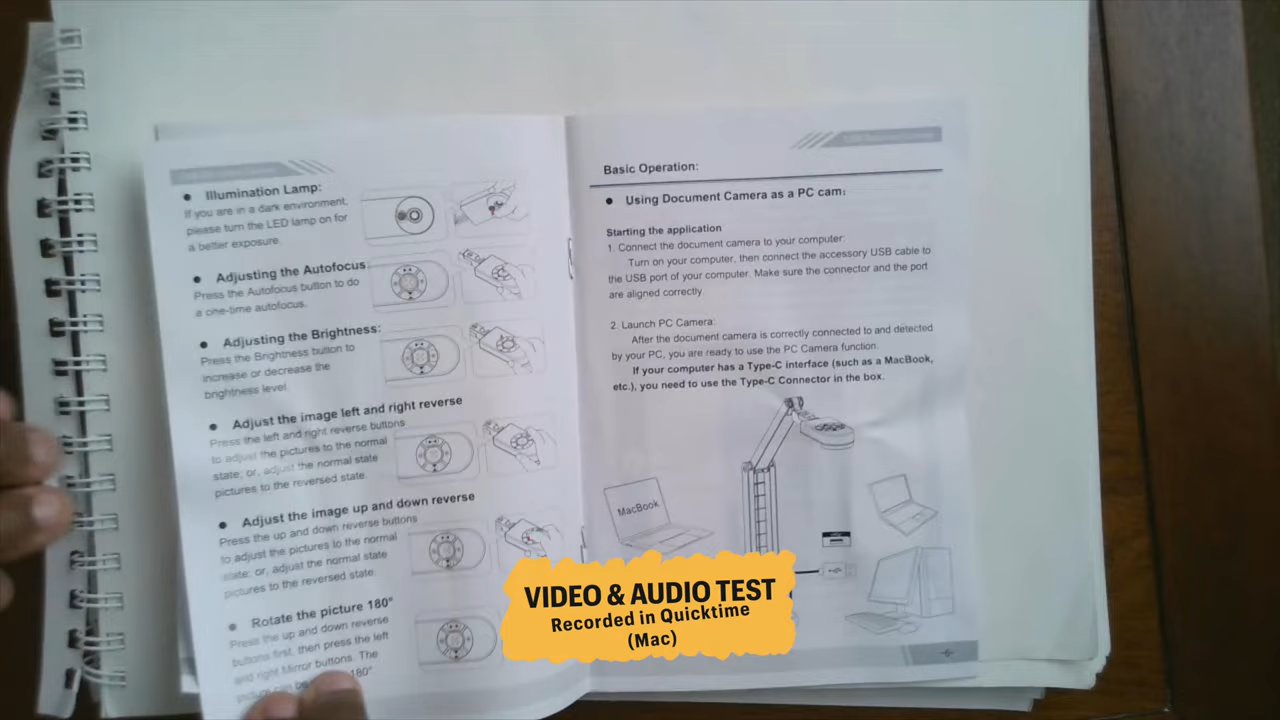 Illumination Lamp:
If you are in a dark environment,
please turn the LED lamp on for
a better exposure.
Adjusting the Autofocus:
Press the Autofocus button to do
a one-time autofocus.
Adjusting the Brightness:
Press the Brightness button to
increase or decrease the
brightness level.
Adjust the image left and right reverse
Press the left and right reverse buttons
to adjust the pictures to the normal
state; or, adjust the normal state
pictures to the reversed state.
Adjust the image up and down reverse
Press the up and down reverse buttons
to adjust the pictures to the normal
state; or, adjust the normal state
pictures to the reversed state.
Rotate the picture 180°
Press the up and down reverse
buttons first, then press the left
and right Mirror buttons. The
picture can be 180°
Basic Operation:
Using Document Camera as a PC cam:
Starting the application
1. Connect the document camera to your computer:
Turn on your computer, then connect the accessory USB cable to
the USB port of your computer. Make sure the connector and the port
are aligned correctly
2. Launch PC Camera:
After the document camera is correctly connected to and detected
by your PC, you are ready to use the PC Camera function.
If your computer has a Type-C interface (such as a MacBook,
etc.), you need to use the Type-C Connector in the box.
MacBook
VIDEO & AUDIO TEST
Recorded in Quicktime
(Mac)